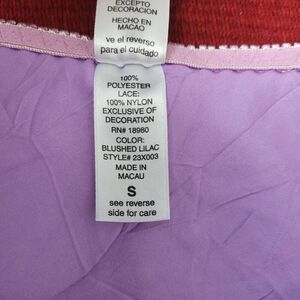 EXCEPTO
DECORACION
HECHO EN
MACAO
ve el reverso
para el cuidado
100%
POLYESTER
LACE:
100% NYLON
EXCLUSIVE OF
DECORATION
RN# 18980
COLOR:
BLUSHED LILAC
STYLE# 23X003
MADE IN
MACAU
S
see reverse
side for care